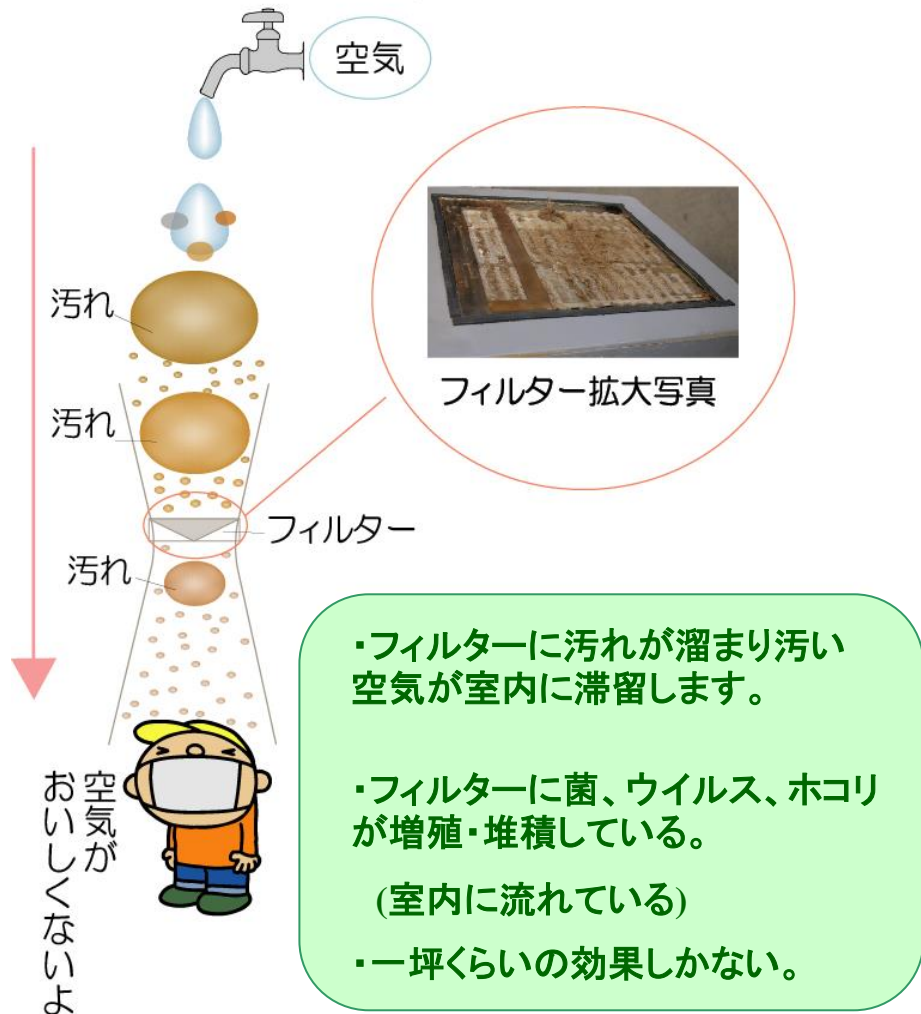 空気
汚れ
フィルター拡大写真
汚れ
フィルター
汚れ
・フィルターに汚れが溜まり汚い
空気が室内に滞留します。
・フィルターに菌、ウイルス、ホコリ
が増殖・堆積している。
(室内に流れている)
・一坪くらいの効果しかない。
空気が
おいしくないよ